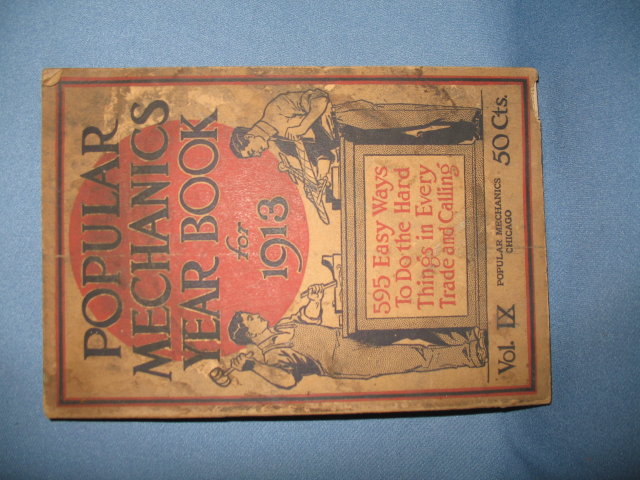 POPULAR
MECHANICS
YEAR BOOK
for
1913
595 Easy Ways
To Do the Hard
Things in Every
Trade and Calling
Vol. IX
POPULAR MECHANICS
CHICAGO
50 Cts.